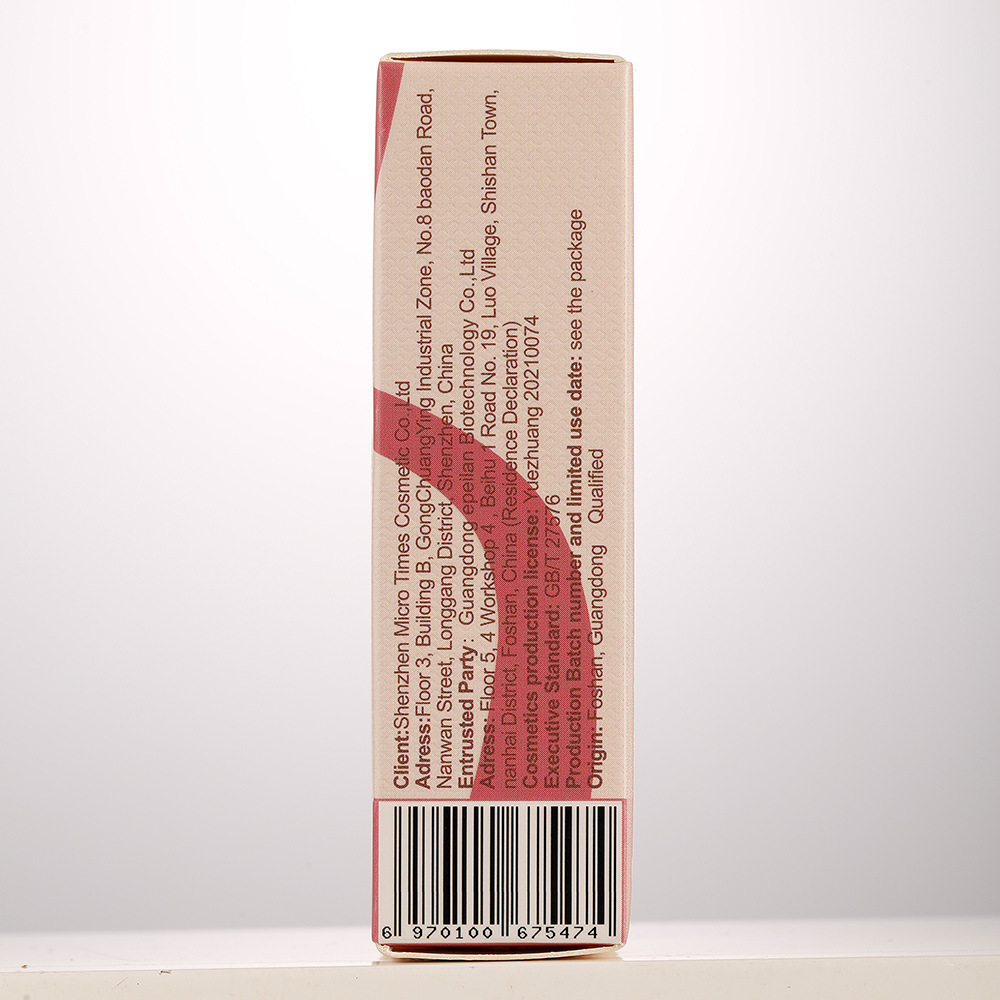 Client:Shenzhen Micro Times Cosmetic Co.,Ltd
Adress:Floor 3, Building B, GongChuangYing Industrial Zone, No.8 baodan Road,
Nanwan Street, Longgang District, Shenzhen, China
Entrusted Party: Guangdong epeilan Biotechnology Co.,Ltd
Adress: Floor 5, 4 Workshop 4, Beihu 1 Road No. 19, Luo Village, Shishan Town,
nanhai District, Foshan, China (Residence Declaration)
Cosmetics production license: Yuezhuang 20210074
Executive Standard: GB/T 27576
Production Batch number and limited use date: see the package
Origin: Foshan, Guangdong Qualified
6 970100 675474